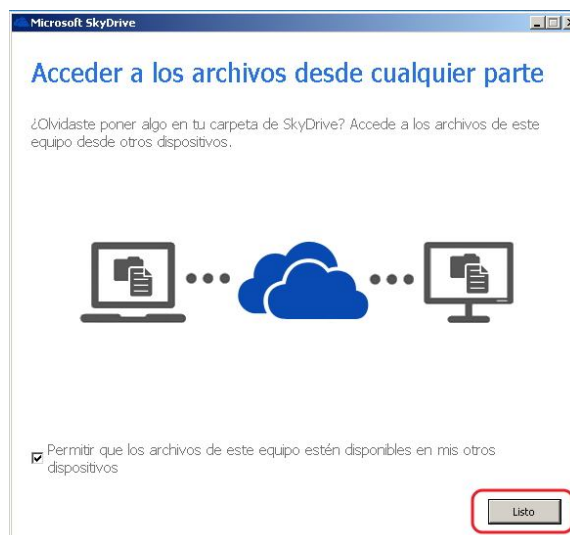 Microsoft SkyDrive
Acceder a los archivos desde cualquier parte
¿Olvidaste poner algo en tu carpeta de SkyDrive? Accede a los archivos de este
equipo desde otros dispositivos.
Permitir que los archivos de este equipo estén disponibles en mis otros
dispositivos
Listo